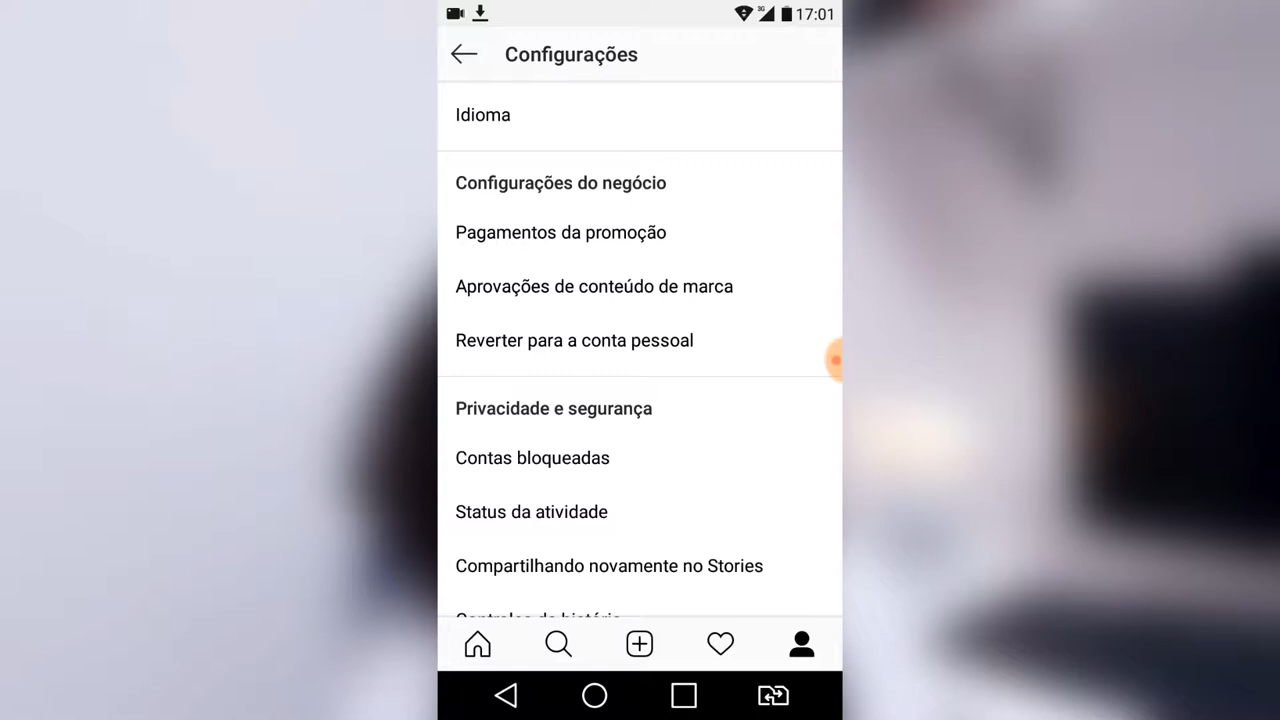 3G 17:01
Configurações
Idioma
Configurações do negócio
Pagamentos da promoção
Aprovações de conteúdo de marca
Reverter para a conta pessoal
Privacidade e segurança
Contas bloqueadas
Status da atividade
Compartilhando novamente no Stories